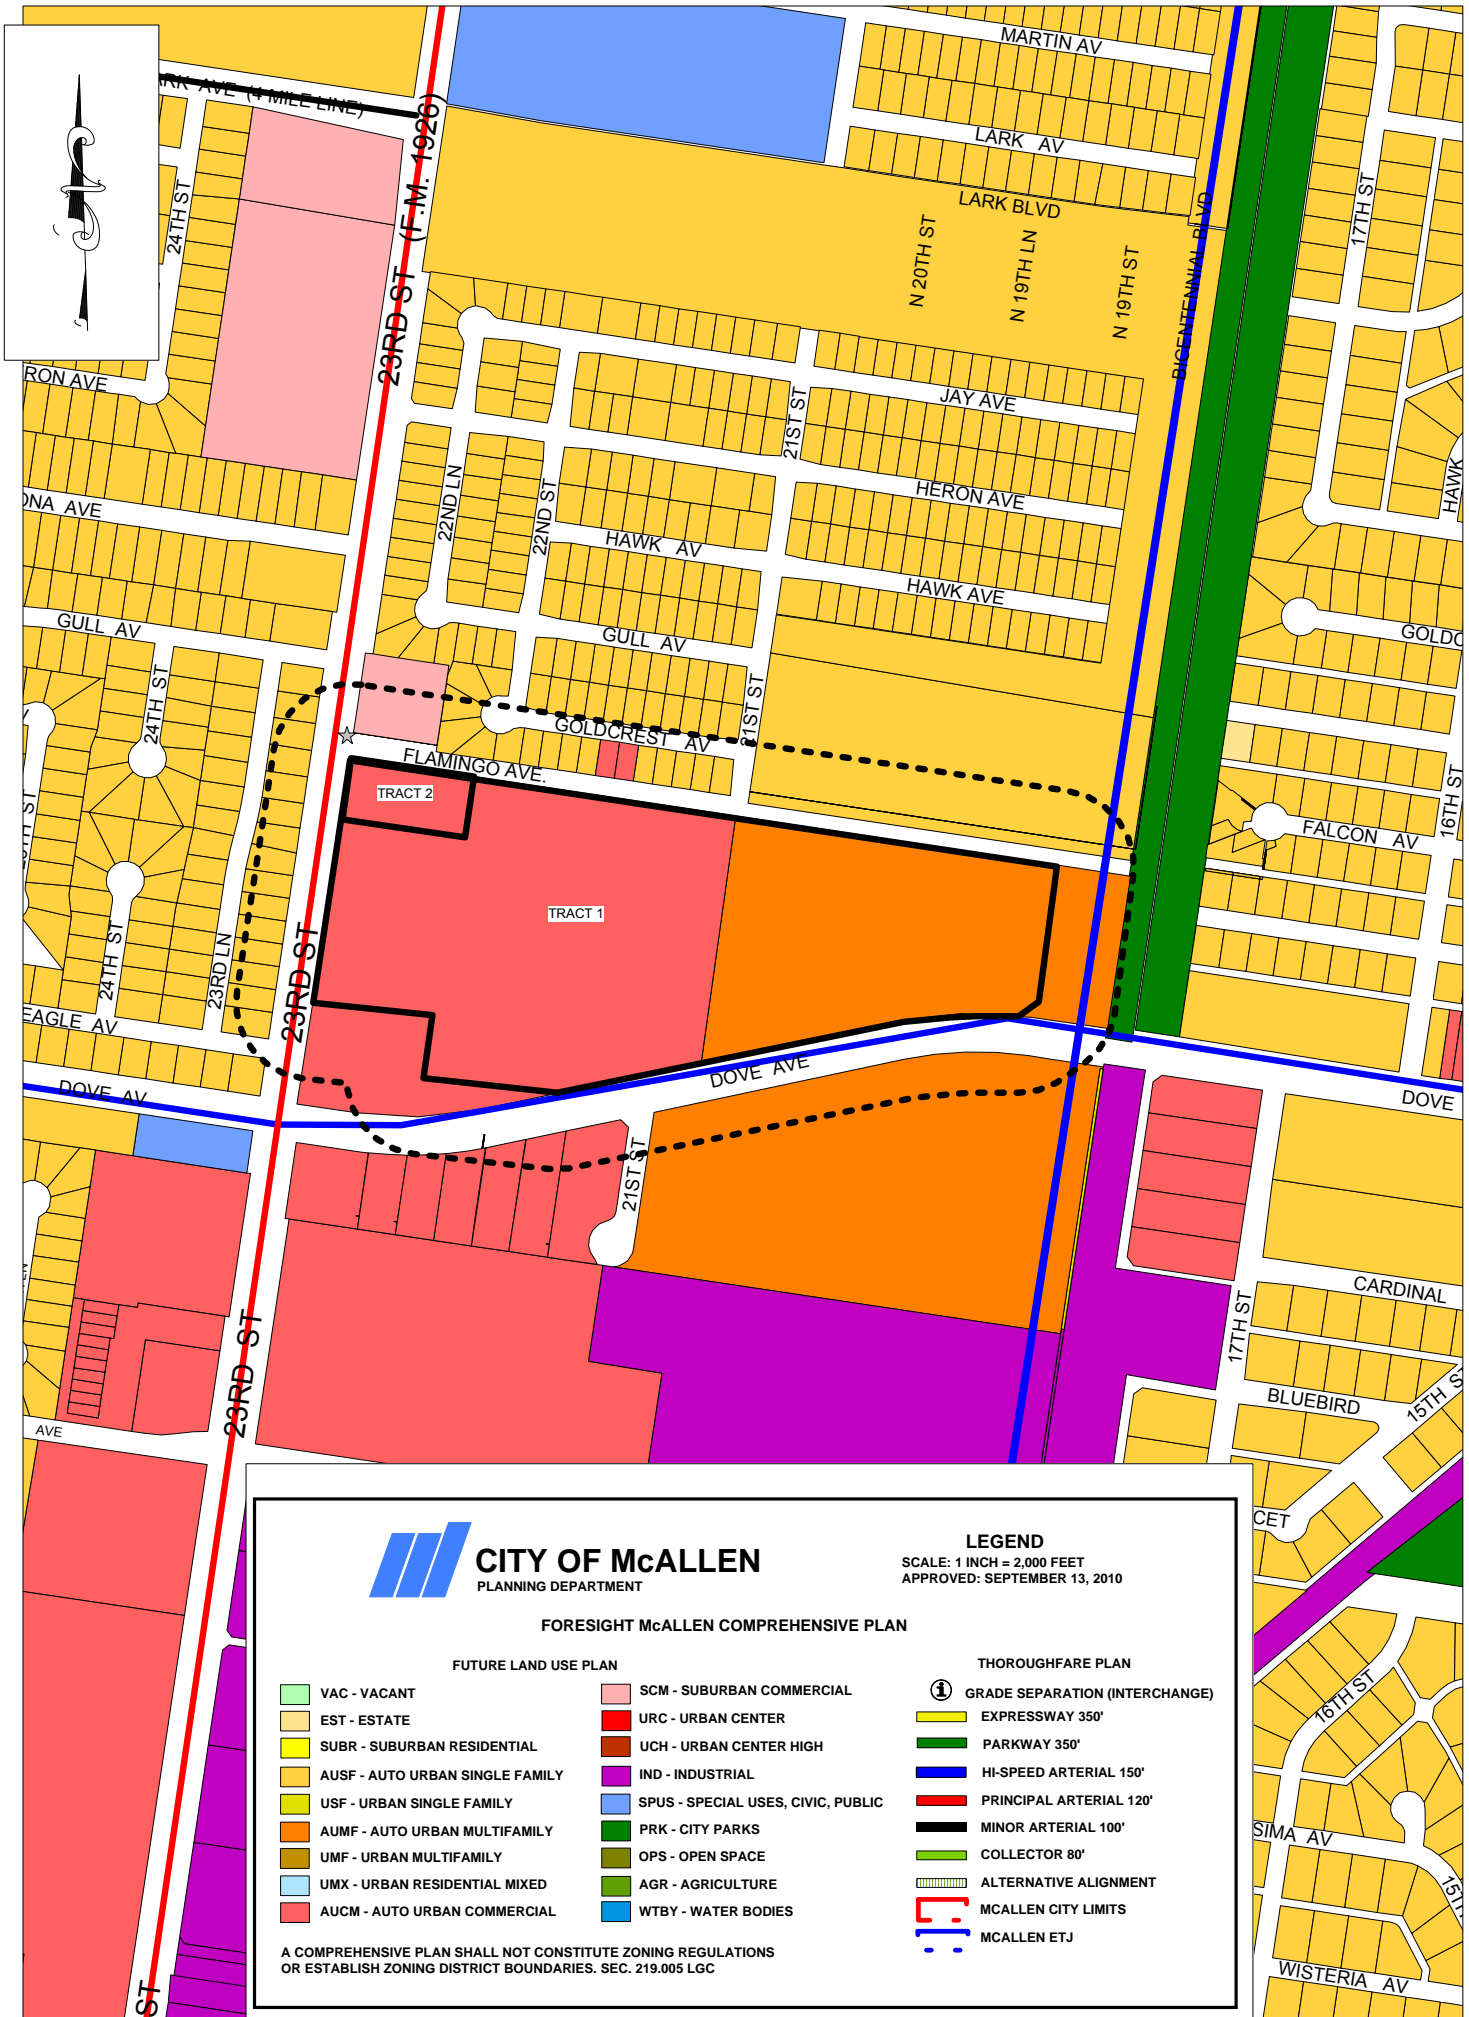 MARTIN AV
ARK AVE (4 MILE LINE)
LARK AV
LARK BLVD
23RD ST (F.M. 1926)
24TH ST
N 20TH ST
N 19TH LN
N 19TH ST
BICENTENNIAL BLVD
17TH ST
RON AVE
JAY AVE
21ST ST
HERON AVE
22ND LN
22ND ST
HAWK
ONA AVE
HAWK AV
HAWK AVE
GULL AV
GULL AV
GOLDC
24TH ST
21ST ST
GOLDCREST AV
FLAMINGO AVE.
TRACT 2
16TH ST
FALCON AV
TRACT 1
24TH ST
23RD LN
23RD ST
EAGLE AV
DOVE AVE
DOVE AV
DOVE
21ST ST
CARDINAL
17TH ST
23RD ST
BLUEBIRD
15TH ST
AVE
CET
16TH ST
SIMA AV
15TH
WISTERIA AV
ST
CITY OF McALLEN
PLANNING DEPARTMENT
LEGEND
SCALE: 1 INCH = 2,000 FEET
APPROVED: SEPTEMBER 13, 2010
FORESIGHT McALLEN COMPREHENSIVE PLAN
FUTURE LAND USE PLAN
VAC - VACANT
EST - ESTATE
SUBR - SUBURBAN RESIDENTIAL
AUSF - AUTO URBAN SINGLE FAMILY
USF - URBAN SINGLE FAMILY
AUMF - AUTO URBAN MULTIFAMILY
UMF - URBAN MULTIFAMILY
UMX - URBAN RESIDENTIAL MIXED
AUCM - AUTO URBAN COMMERCIAL
SCM - SUBURBAN COMMERCIAL
URC - URBAN CENTER
UCH - URBAN CENTER HIGH
IND - INDUSTRIAL
SPUS - SPECIAL USES, CIVIC, PUBLIC
PRK - CITY PARKS
OPS - OPEN SPACE
AGR - AGRICULTURE
WTBY - WATER BODIES
THOROUGHFARE PLAN
GRADE SEPARATION (INTERCHANGE)
EXPRESSWAY 350'
PARKWAY 350'
HI-SPEED ARTERIAL 150'
PRINCIPAL ARTERIAL 120'
MINOR ARTERIAL 100'
COLLECTOR 80'
ALTERNATIVE ALIGNMENT
MCALLEN CITY LIMITS
MCALLEN ETJ
A COMPREHENSIVE PLAN SHALL NOT CONSTITUTE ZONING REGULATIONS
OR ESTABLISH ZONING DISTRICT BOUNDARIES. SEC. 219.005 LGC